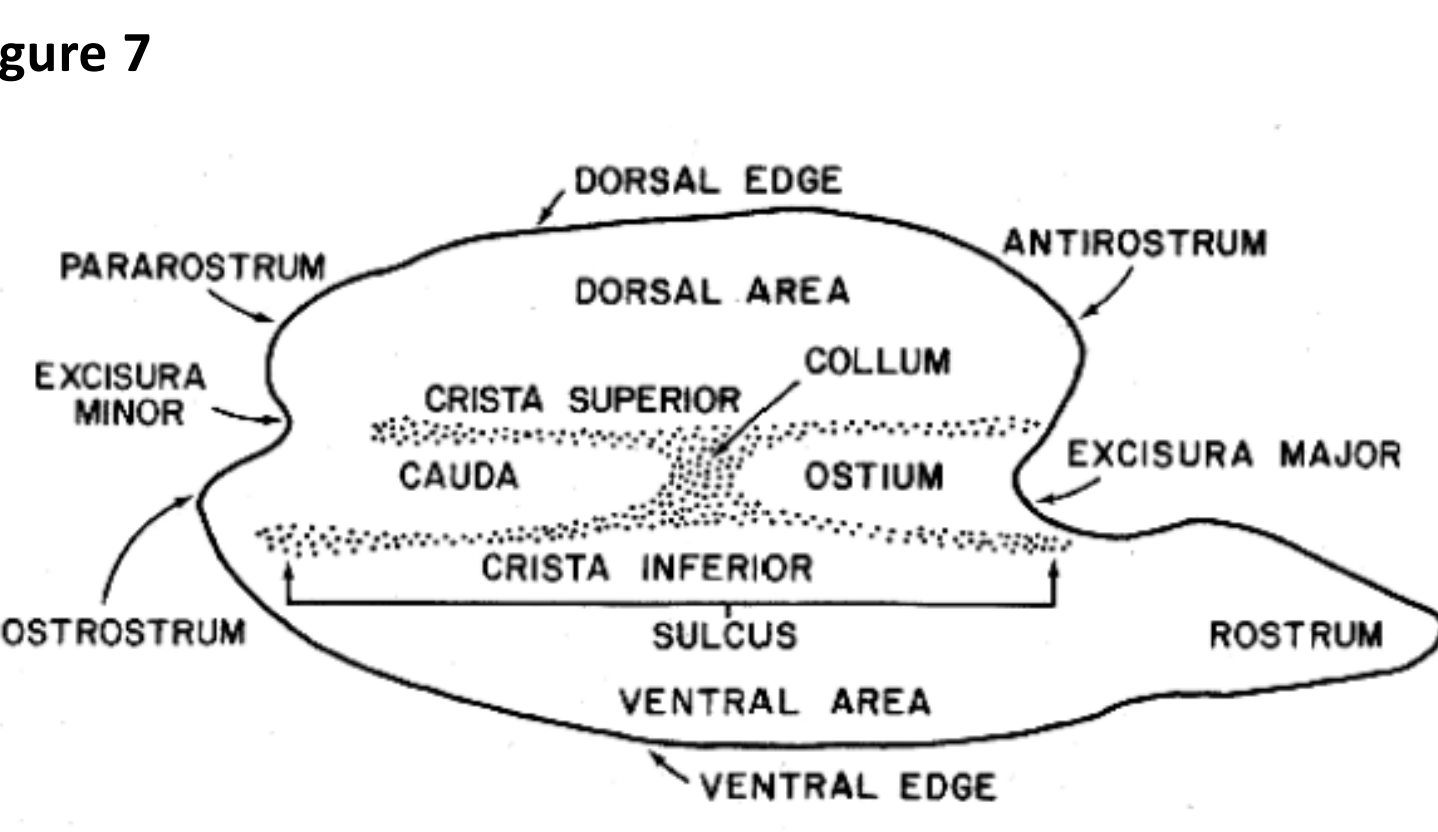 gure 7
DORSAL EDGE
ANTIROSTRUM
PARAROSTRUM
DORSAL AREA
COLLUM
EXCISURA
MINOR
CRISTA SUPERIOR
EXCISURA MAJOR
CAUDA
OSTIUM
CRISTA INFERIOR
OSTROSTRUM
SULCUS
ROSTRUM
VENTRAL AREA
VENTRAL EDGE